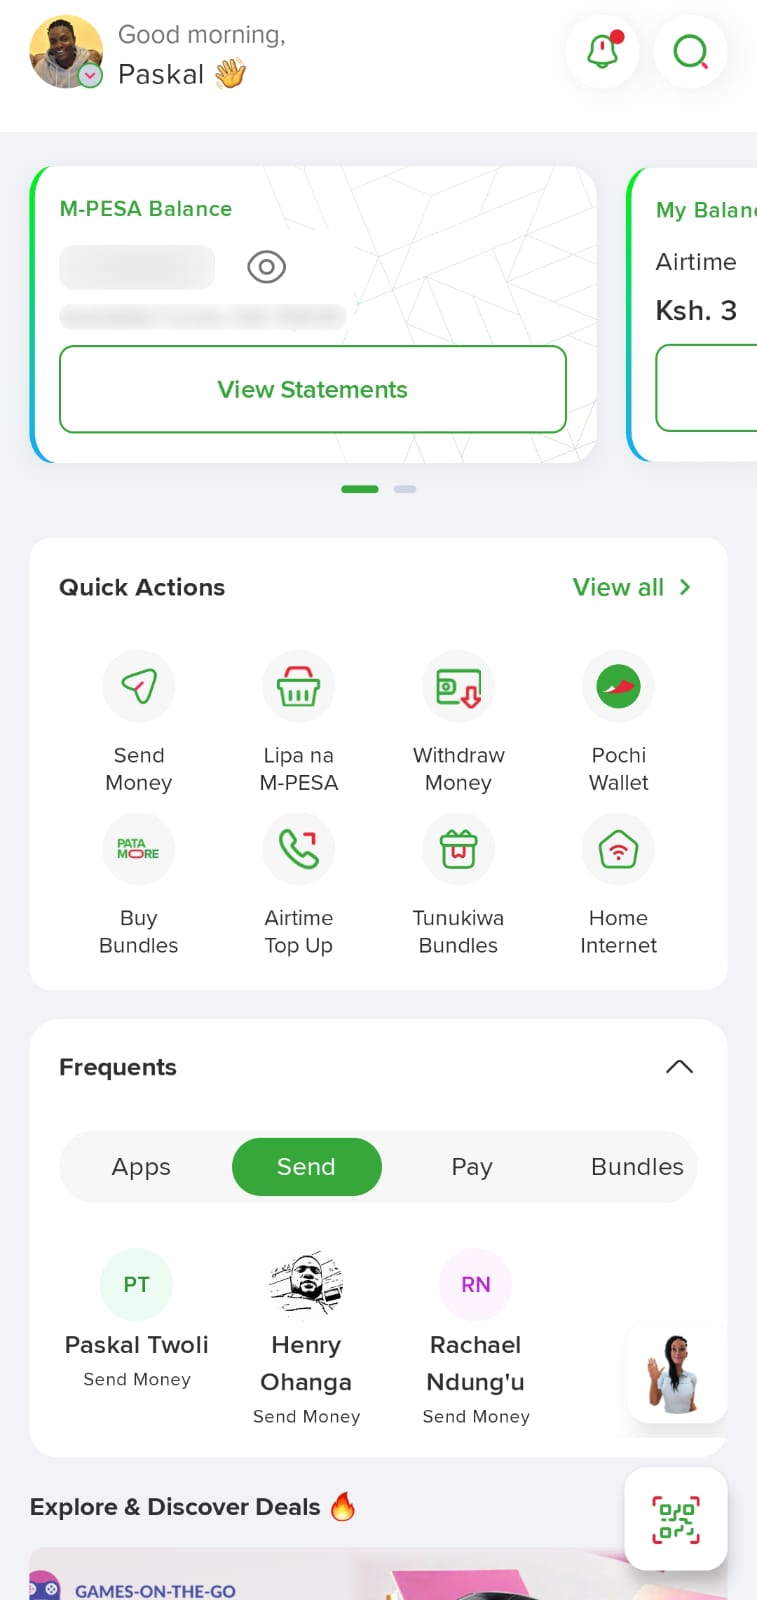 Good morning,
Paskal 👋
M-PESA Balance
View Statements
My Balan
Airtime
Ksh. 3
Quick Actions
View all
Send Money
Lipa na M-PESA
Withdraw Money
Pochi Wallet
PATA MORE
Buy Bundles
Airtime Top Up
Tunukiwa Bundles
Home Internet
Frequents
Apps
Send
Pay
Bundles
PT
Paskal Twoli
Send Money
Henry Ohanga
Send Money
RN
Rachael Ndung'u
Send Money
Explore & Discover Deals 🔥
GAMES-ON-THE-GO